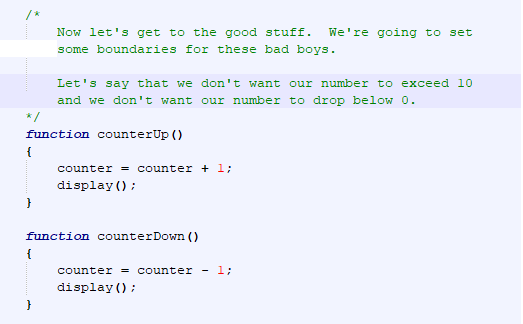 /*
Now let's get to the good stuff.  We're going to set
some boundaries for these bad boys.
Let's say that we don't want our number to exceed 10
and we don't want our number to drop below 0.
*/
function counterUp()
{
counter = counter + 1;
display();
}
function counterDown()
{
counter = counter - 1;
display();
}